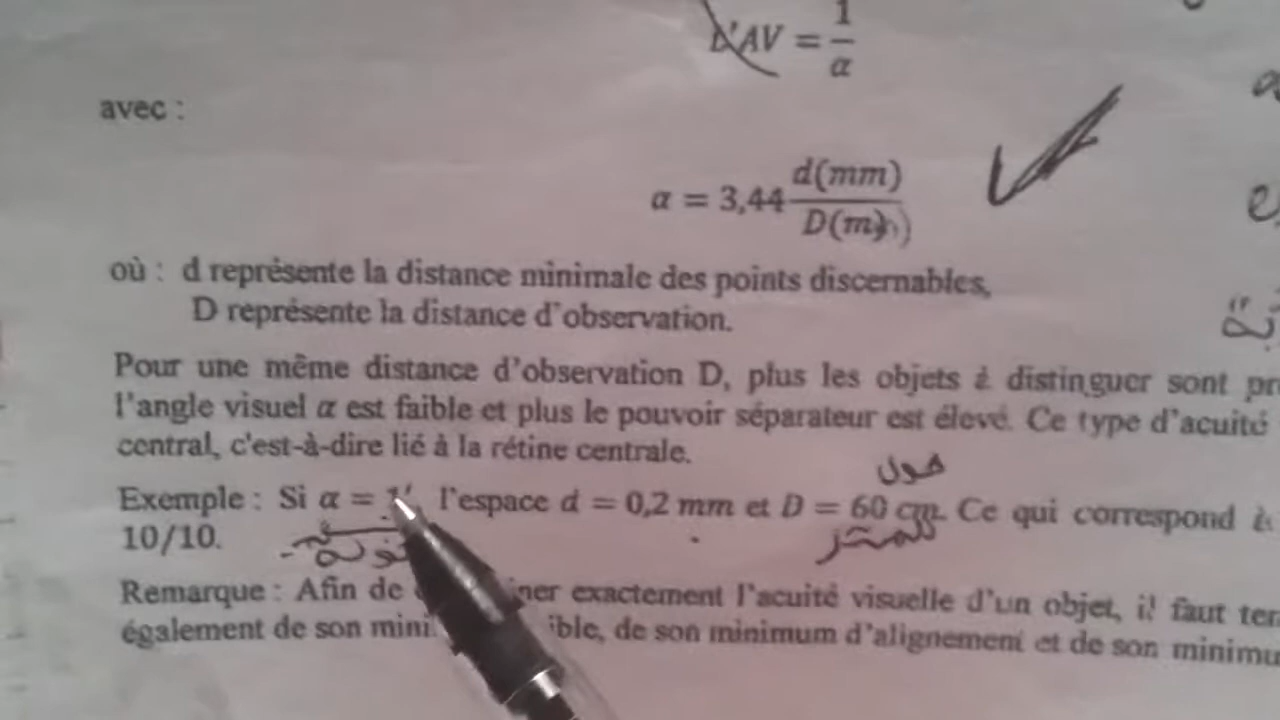 L'AV = 1/α
avec :
α = 3,44 d(mm)/D(m)
où : d représente la distance minimale des points discernables,
D représente la distance d'observation.
Pour une même distance d'observation D, plus les objets à distinguer sont
l'angle visuel α est faible et plus le pouvoir séparateur est élevé. Ce type d'acuité
central, c'est-à-dire lié à la rétine centrale.
حول
Exemple : Si α = 1' l'espace d = 0,2 mm et D = 60 cm. Ce qui correspond à
للمتر
10/10.
Remarque : Afin de exactement l'acuité visuelle d'un objet, il faut
également de son de son minimum d'alignement et de son